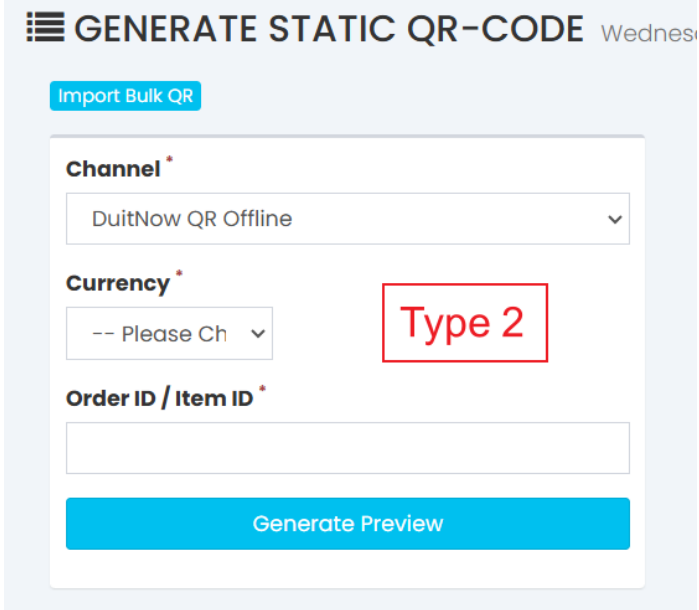 GENERATE STATIC QR-CODE
Import Bulk QR
Channel *
DuitNow QR Offline
Currency *
-- Please Ch
Type 2
Order ID / Item ID *
Generate Preview